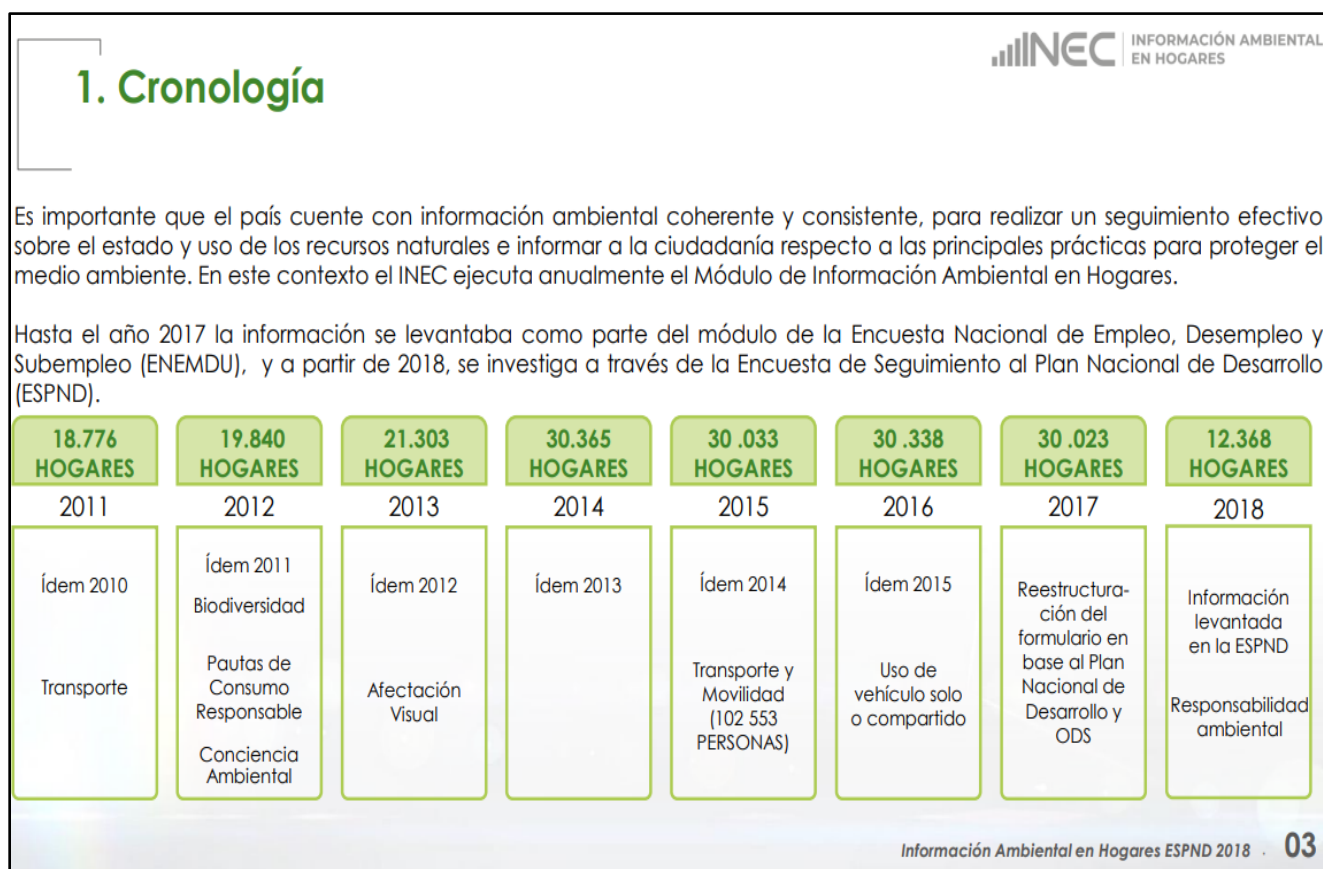 INEC
INFORMACIÓN AMBIENTAL
EN HOGARES
1. Cronología
Es importante que el país cuente con información ambiental coherente y consistente, para realizar un seguimiento efectivo
sobre el estado y uso de los recursos naturales e informar a la ciudadanía respecto a las principales prácticas para proteger el
medio ambiente. En este contexto el INEC ejecuta anualmente el Módulo de Información Ambiental en Hogares.
Hasta el año 2017 la información se levantaba como parte del módulo de la Encuesta Nacional de Empleo, Desempleo y
Subempleo (ENEMDU), y a partir de 2018, se investiga a través de la Encuesta de Seguimiento al Plan Nacional de Desarrollo
(ESPND).
18.776
HOGARES
2011
Ídem 2010
Transporte
19.840
HOGARES
2012
Ídem 2011
Biodiversidad
Pautas de
Consumo
Responsable
Conciencia
Ambiental
21.303
HOGARES
2013
Ídem 2012
Afectación
Visual
30.365
HOGARES
2014
Ídem 2013
30 .033
HOGARES
2015
Ídem 2014
Transporte y
Movilidad
(102 553
PERSONAS)
30 .338
HOGARES
2016
Ídem 2015
Uso de
vehículo solo
o compartido
30 .023
HOGARES
2017
Reestructura-
ción del
formulario en
base al Plan
Nacional de
Desarrollo y
ODS
12.368
HOGARES
2018
Información
levantada
en la ESPND
Responsabilidad
ambiental
Información Ambiental en Hogares ESPND 2018 . 03